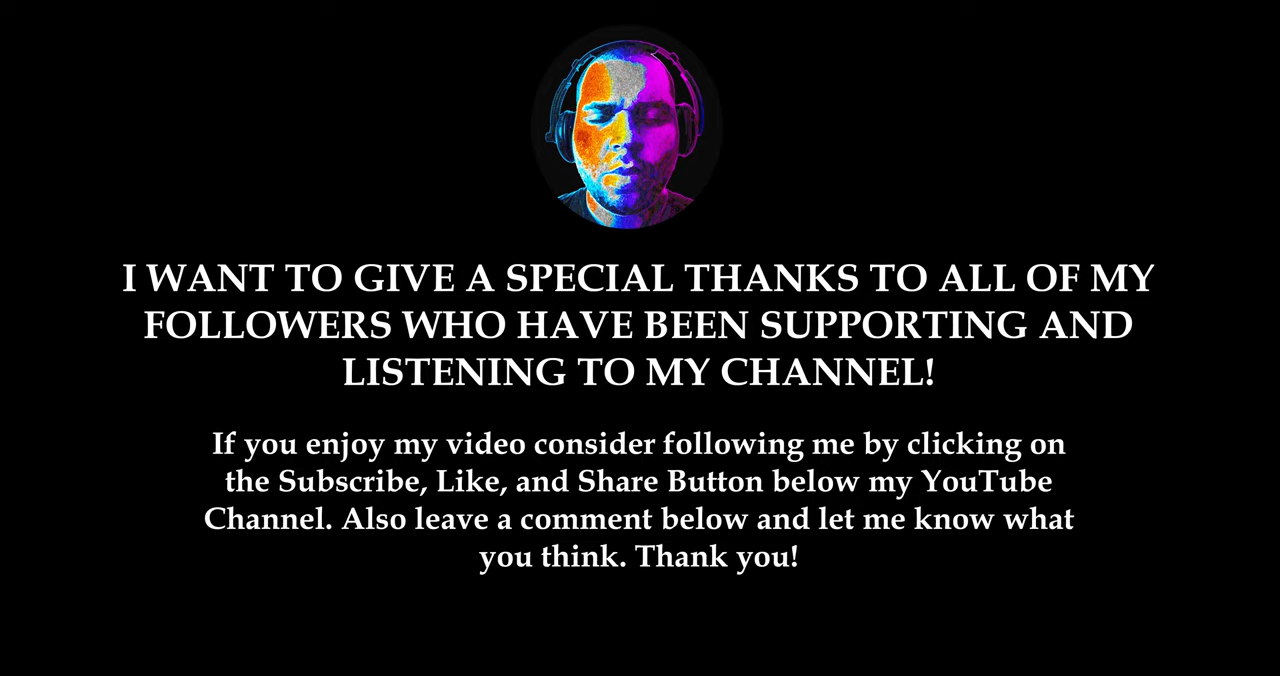 I WANT TO GIVE A SPECIAL THANKS TO ALL OF MY
FOLLOWERS WHO HAVE BEEN SUPPORTING AND
LISTENING TO MY CHANNEL!
If you enjoy my video consider following me by clicking on
the Subscribe, Like, and Share Button below my YouTube
Channel. Also leave a comment below and let me know what
you think. Thank you!